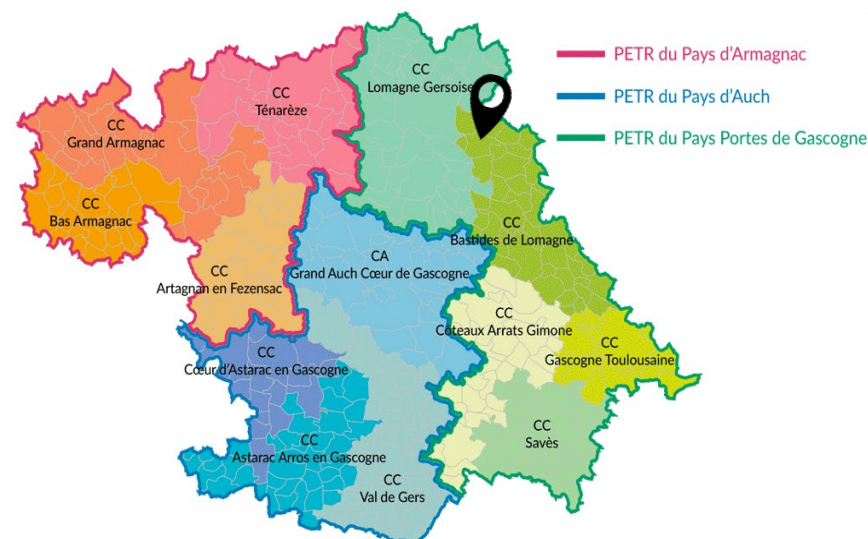 PETR du Pays d'Armagnac
PETR du Pays d'Auch
PETR du Pays Portes de Gascogne
CC
Lomagne Gersoise
CC
Ténarèze
CC
Grand Armagnac
CC
Bas Armagnac
CC
Bastides de Lomagne
CA
Grand Auch Cœur de Gascogne
CC
Artagnan en Fezensac
CC
Côteaux Arrats Gimone
CC
Gascogne Toulousaine
CC
Cœur d'Astarac en Gascogne
CC
Savès
CC
Astarac Arros en Gascogne
CC
Val de Gers